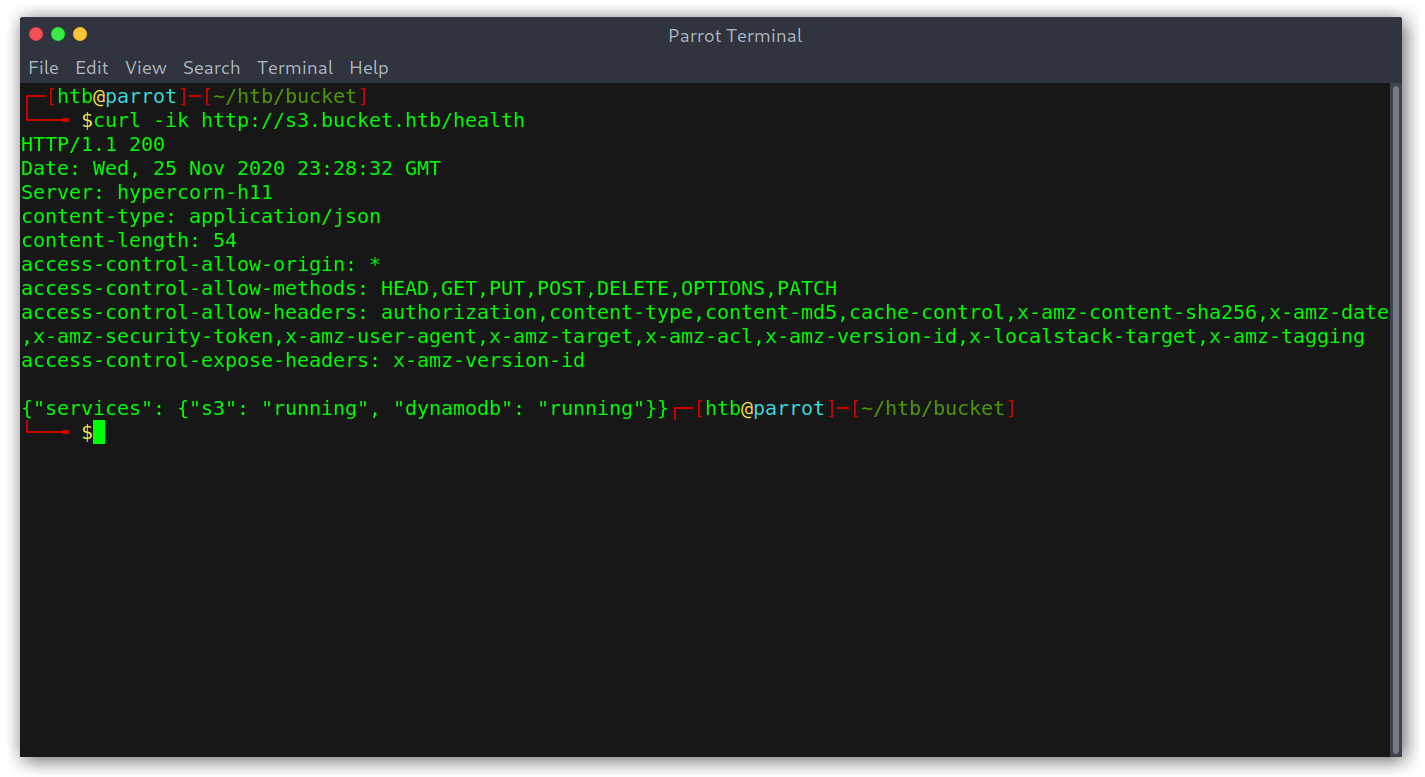 Parrot Terminal
File Edit View Search Terminal Help
┌─[htb@parrot]─[~/htb/bucket]
└──╼ $curl -ik http://s3.bucket.htb/health
HTTP/1.1 200
Date: Wed, 25 Nov 2020 23:28:32 GMT
Server: hypercorn-h11
content-type: application/json
content-length: 54
access-control-allow-origin: *
access-control-allow-methods: HEAD,GET,PUT,POST,DELETE,OPTIONS,PATCH
access-control-allow-headers: authorization,content-type,content-md5,cache-control,x-amz-content-sha256,x-amz-date
,x-amz-security-token,x-amz-user-agent,x-amz-target,x-amz-acl,x-amz-version-id,x-localstack-target,x-amz-tagging
access-control-expose-headers: x-amz-version-id
{"services": {"s3": "running", "dynamodb": "running"}}┌─[htb@parrot]─[~/htb/bucket]
└──╼ $